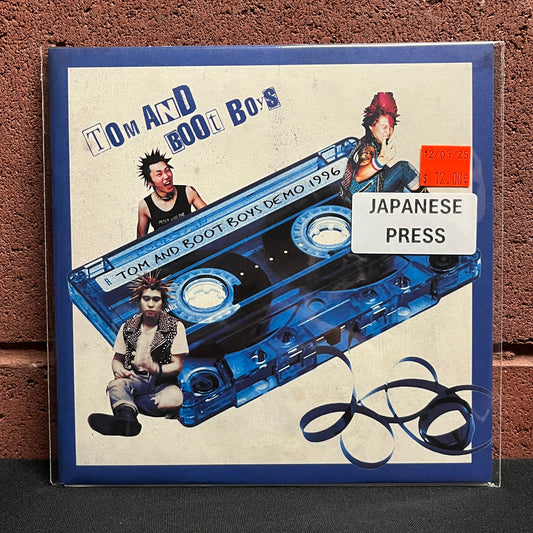 TOM AND
BOOt BOYS
12/03/25
$ 12.00
JAPANESE
PRESS
B TOM AND BOOT BOYS DEMO 1996